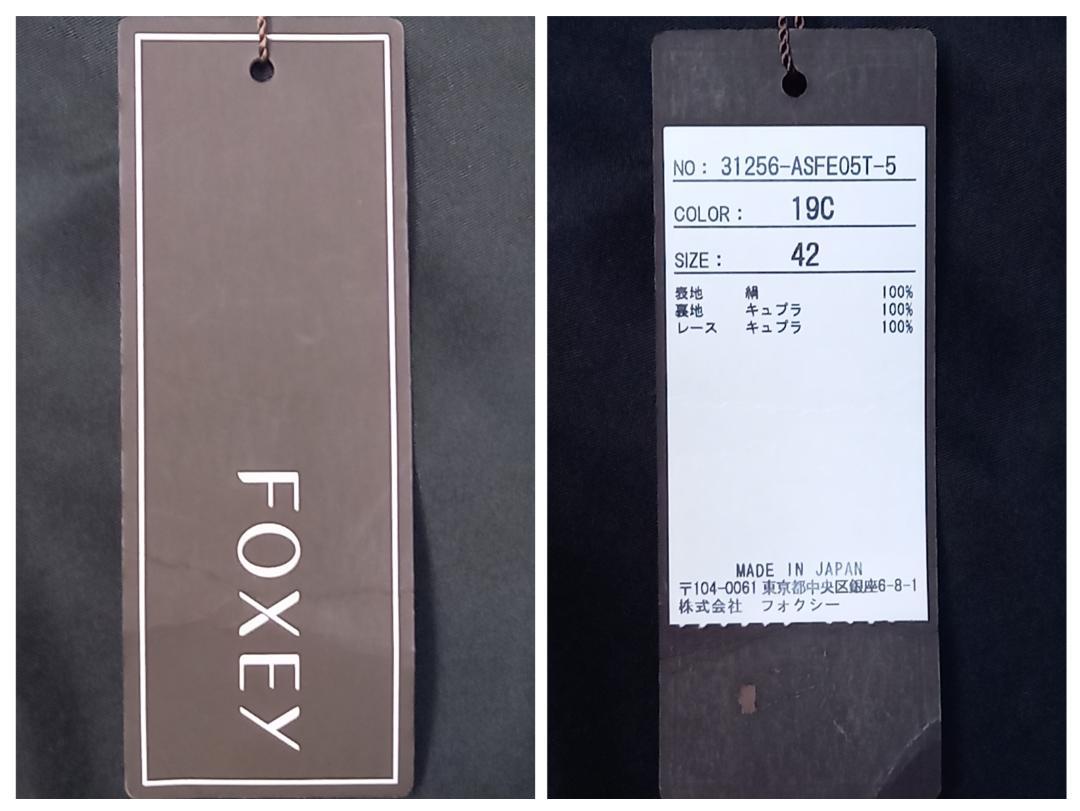 FOXEY
NO: 31256-ASFE05T-5
COLOR: 19C
SIZE: 42
表地 絹 100%
裏地 キュプラ 100%
レース キュプラ 100%
MADE IN JAPAN
〒104-0061 東京都中央区銀座6-8-1
株式会社 フォクシー